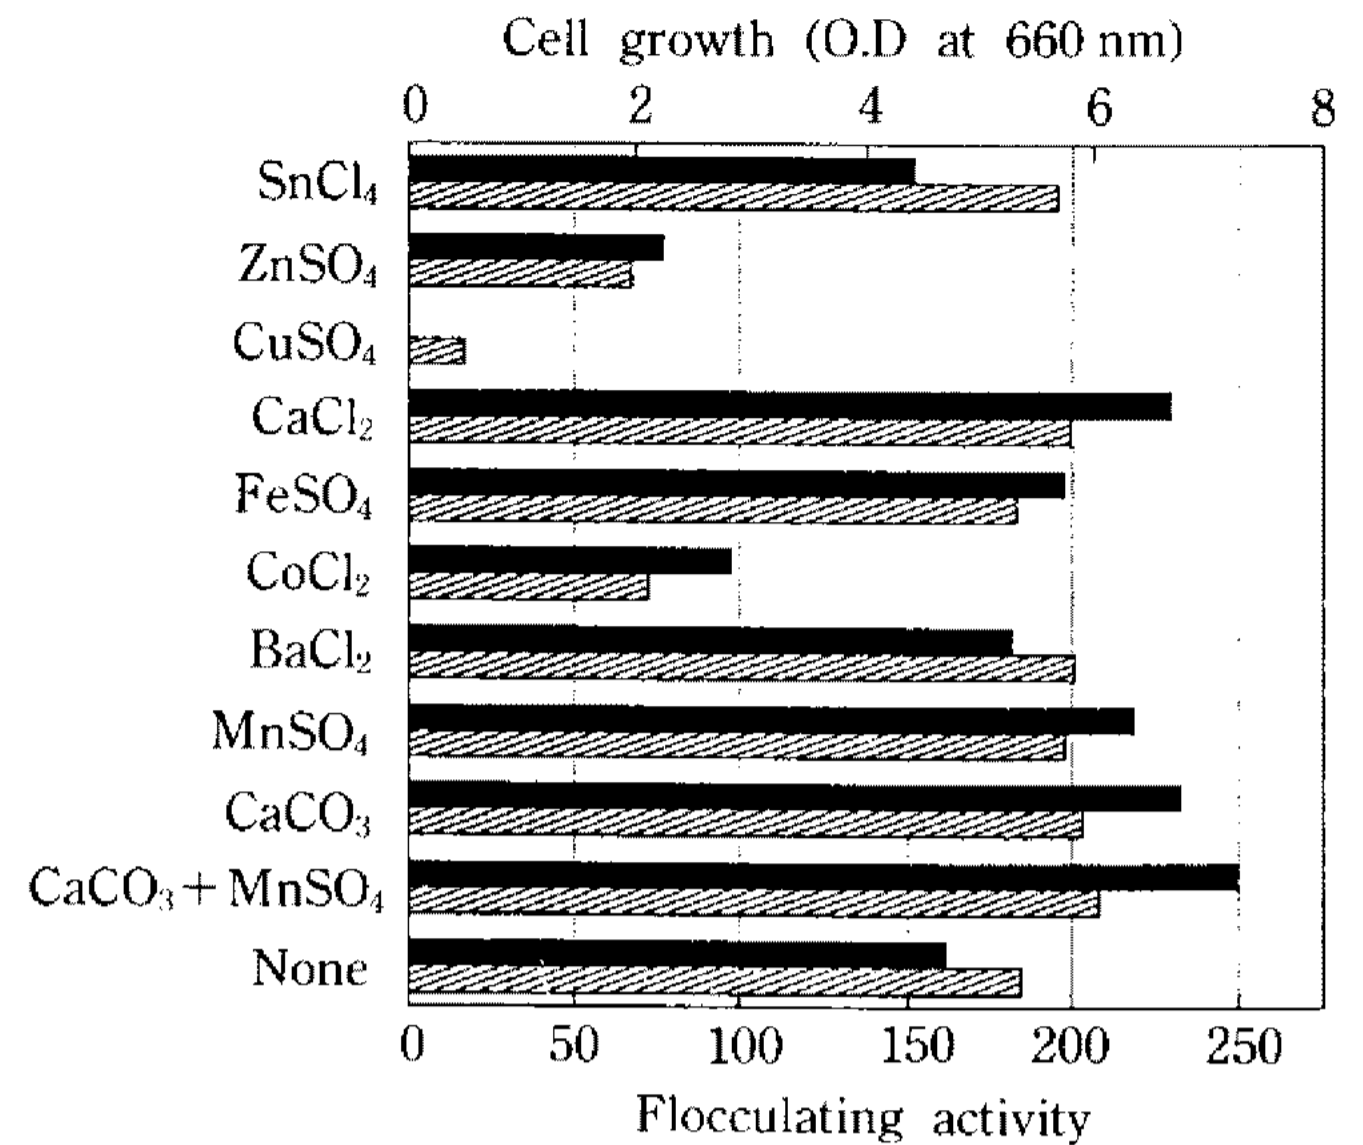 Cell growth (O.D at 660 nm)
0 2 4 6 8
SnCl₄
ZnSO₄
CuSO₄
CaCl₂
FeSO₄
CoCl₂
BaCl₂
MnSO₄
CaCO₃
CaCO₃+MnSO₄
None
0 50 100 150 200 250
Flocculating activity